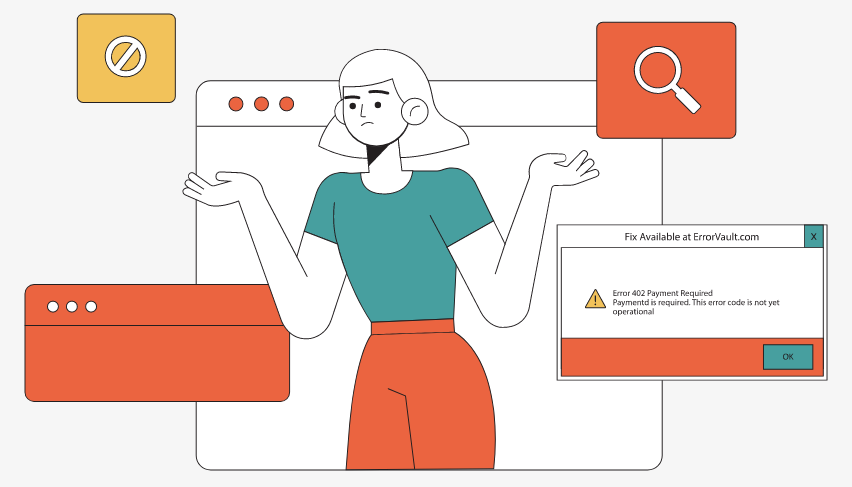 Fix Available at ErrorVault.com
X
Error 402 Payment Required
Paymentd is required. This error code is not yet
operational
OK